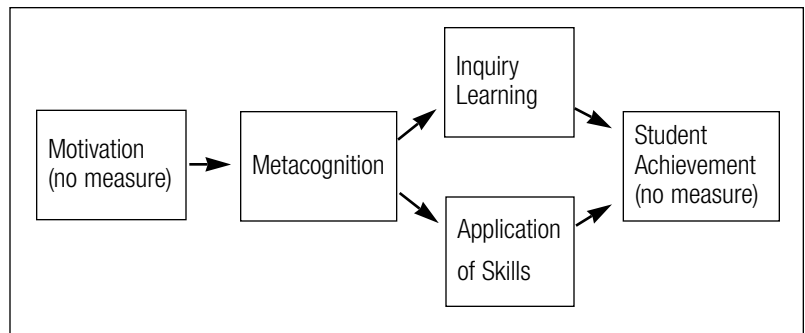 Motivation
(no measure)
Metacognition
Inquiry
Learning
Application
of Skills
Student
Achievement
(no measure)